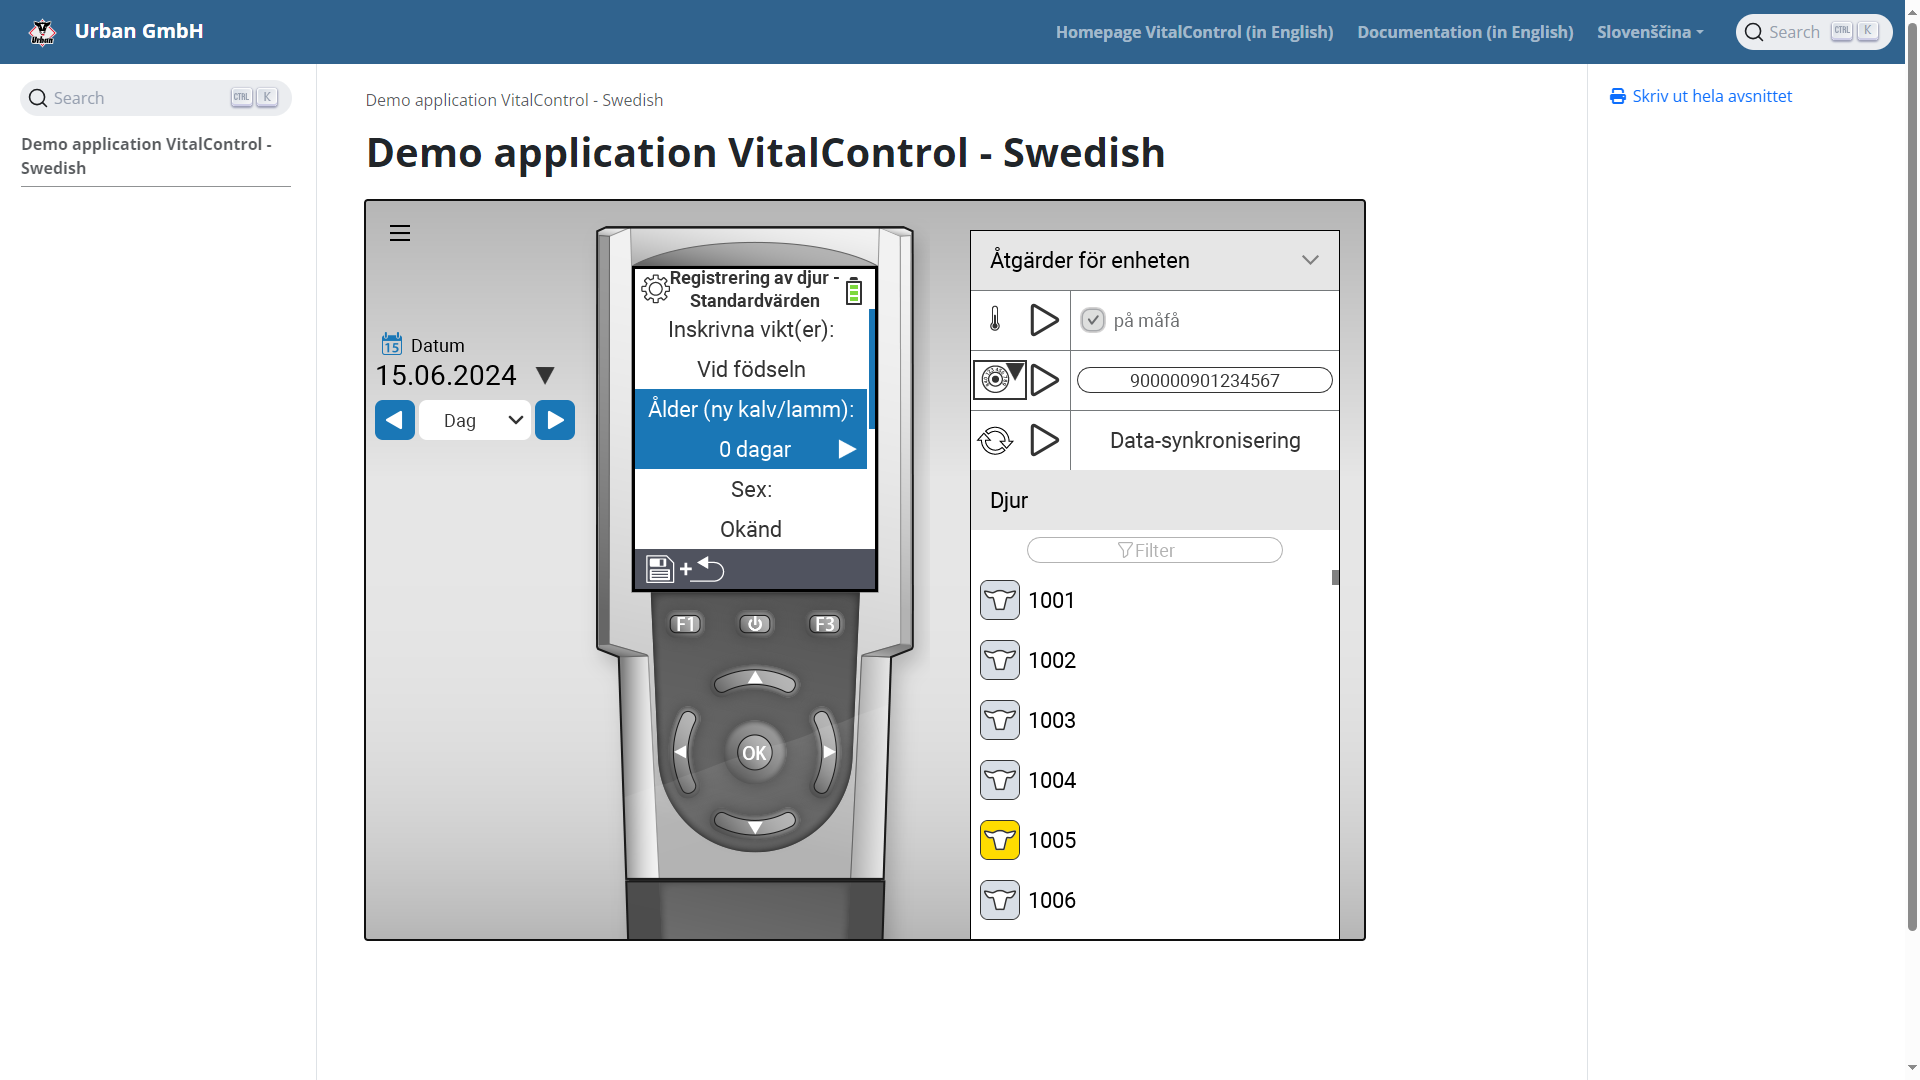 Urban GmbH
Homepage VitalControl (in English)
Documentation (in English)
Slovenščina
Search
CTRL
K
Search
CTRL
K
Demo application VitalControl -
Swedish
Demo application VitalControl - Swedish
Demo application VitalControl - Swedish
Skriv ut hela avsnittet
15
Datum
15.06.2024
Dag
Registrering av djur -
Standardvärden
Inskrivna vikt(er):
Vid födseln
Ålder (ny kalv/lamm):
0 dagar
Sex:
Okänd
+
F1
F3
OK
Åtgärder för enheten
på måfå
900000901234567
Data-synkronisering
Djur
Filter
1001
1002
1003
1004
1005
1006